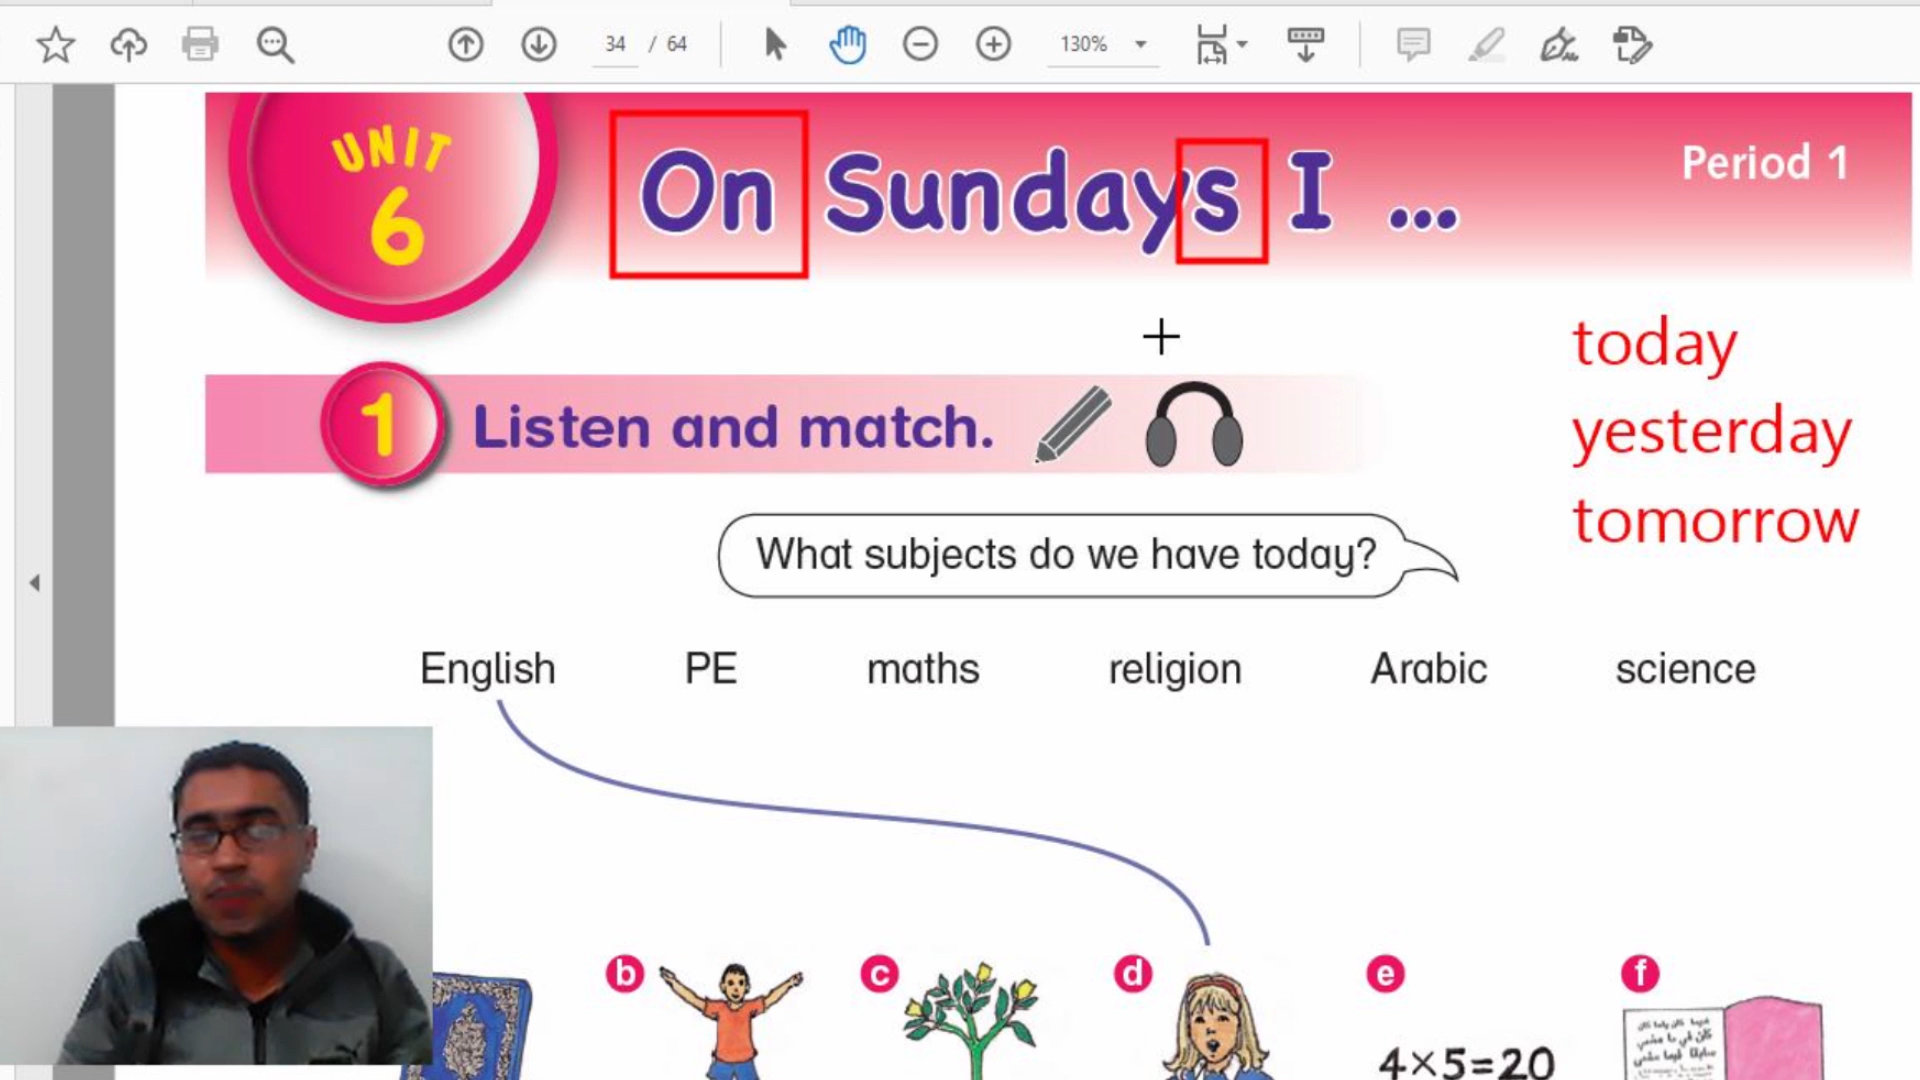 34 / 64
130%
UNIT
6
On Sundays I ...
Period 1
today
yesterday
tomorrow
1 Listen and match.
What subjects do we have today?
English PE maths religion Arabic science
b c d e f
4×5=20